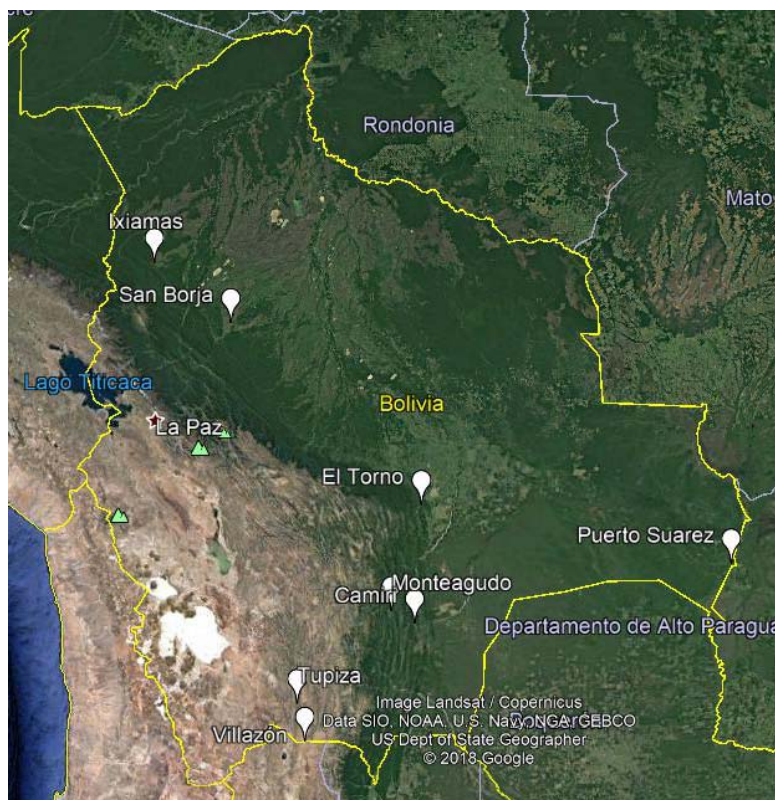 Rondonia
Mato
Ixiamas
San Borja
Lago Titicaca
Bolivia
La Paz
El Torno
Puerto Suarez
Monteagudo
Camiri
Departamento de Alto Paragua
Tupiza
Image Landsat / Copernicus
Data SIO, NOAA, U.S. Navy, NGA, GEBCO
Villazón
US Dept of State Geographer
© 2018 Google